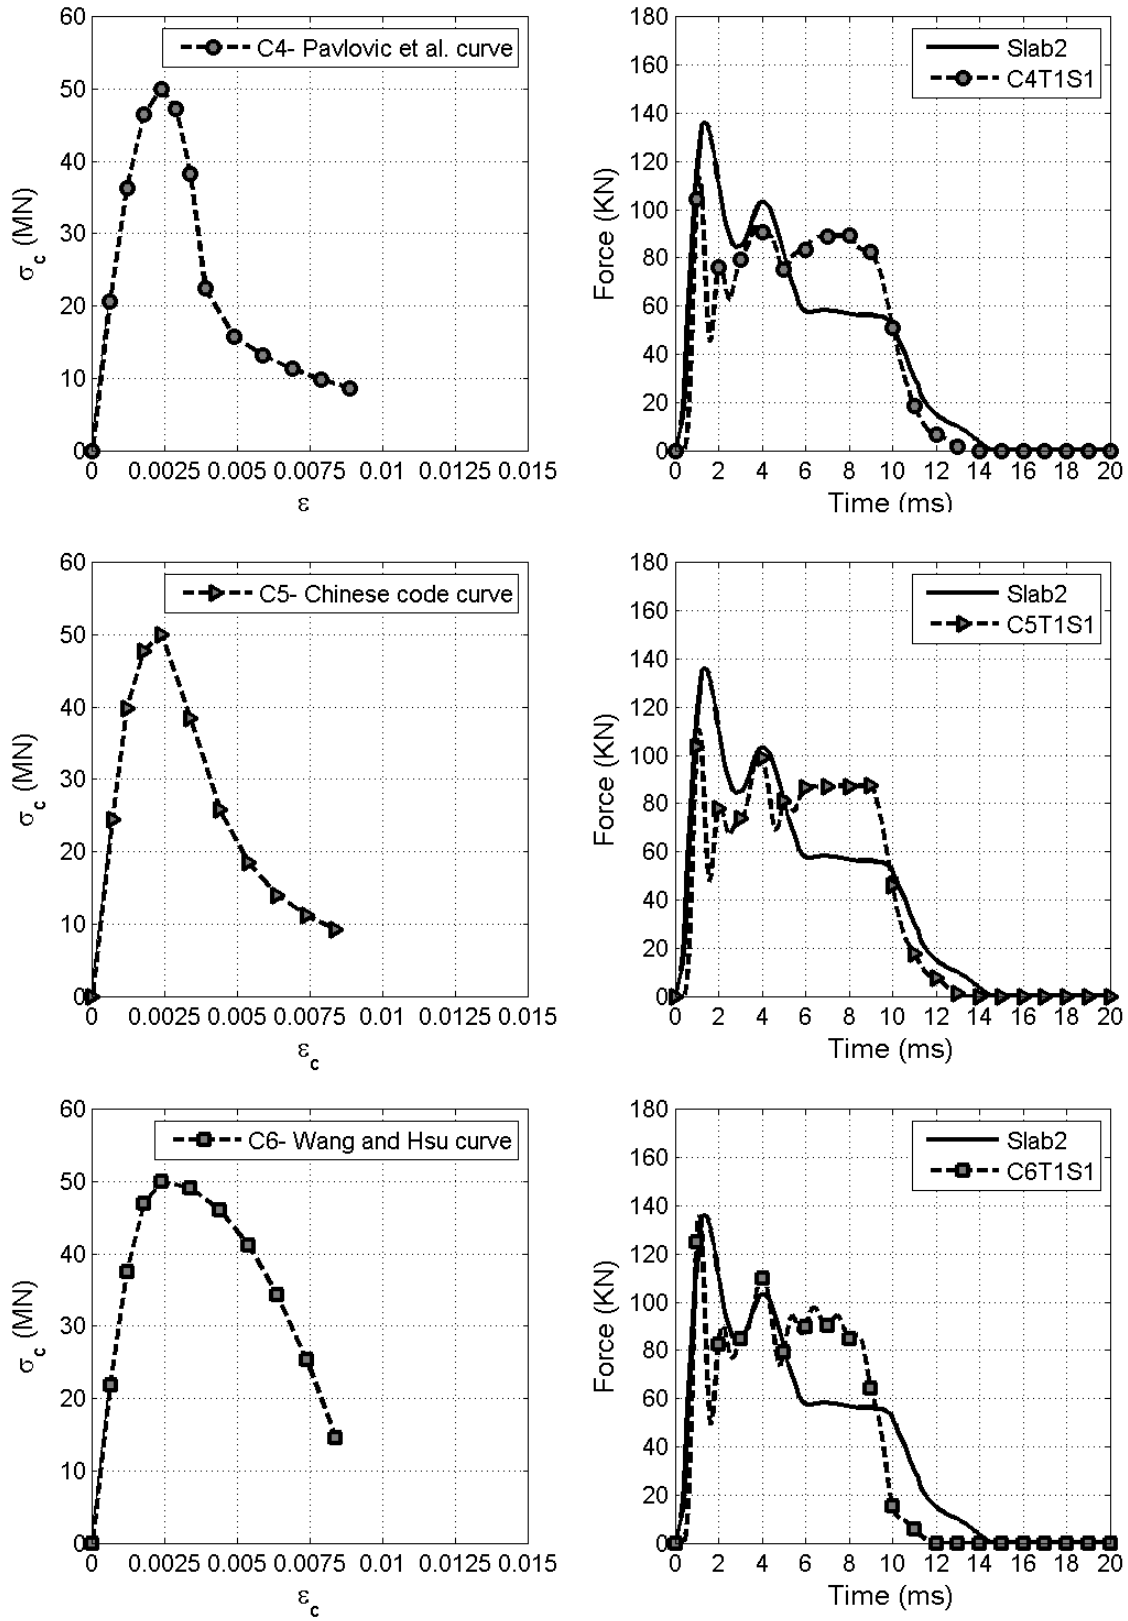 C4- Pavlovic et al. curve
60
50
40
30
20
10
0
σc (MN)
0 0.0025 0.005 0.0075 0.01 0.0125 0.015
ε
Slab2
C4T1S1
180
160
140
120
100
80
60
40
20
0
Force (KN)
0 2 4 6 8 10 12 14 16 18 20
Time (ms)
C5- Chinese code curve
60
50
40
30
20
10
0
σc (MN)
0 0.0025 0.005 0.0075 0.01 0.0125 0.015
εc
Slab2
C5T1S1
180
160
140
120
100
80
60
40
20
0
Force (KN)
0 2 4 6 8 10 12 14 16 18 20
Time (ms)
C6- Wang and Hsu curve
60
50
40
30
20
10
0
σc (MN)
0 0.0025 0.005 0.0075 0.01 0.0125 0.015
εc
Slab2
C6T1S1
180
160
140
120
100
80
60
40
20
0
Force (KN)
0 2 4 6 8 10 12 14 16 18 20
Time (ms)